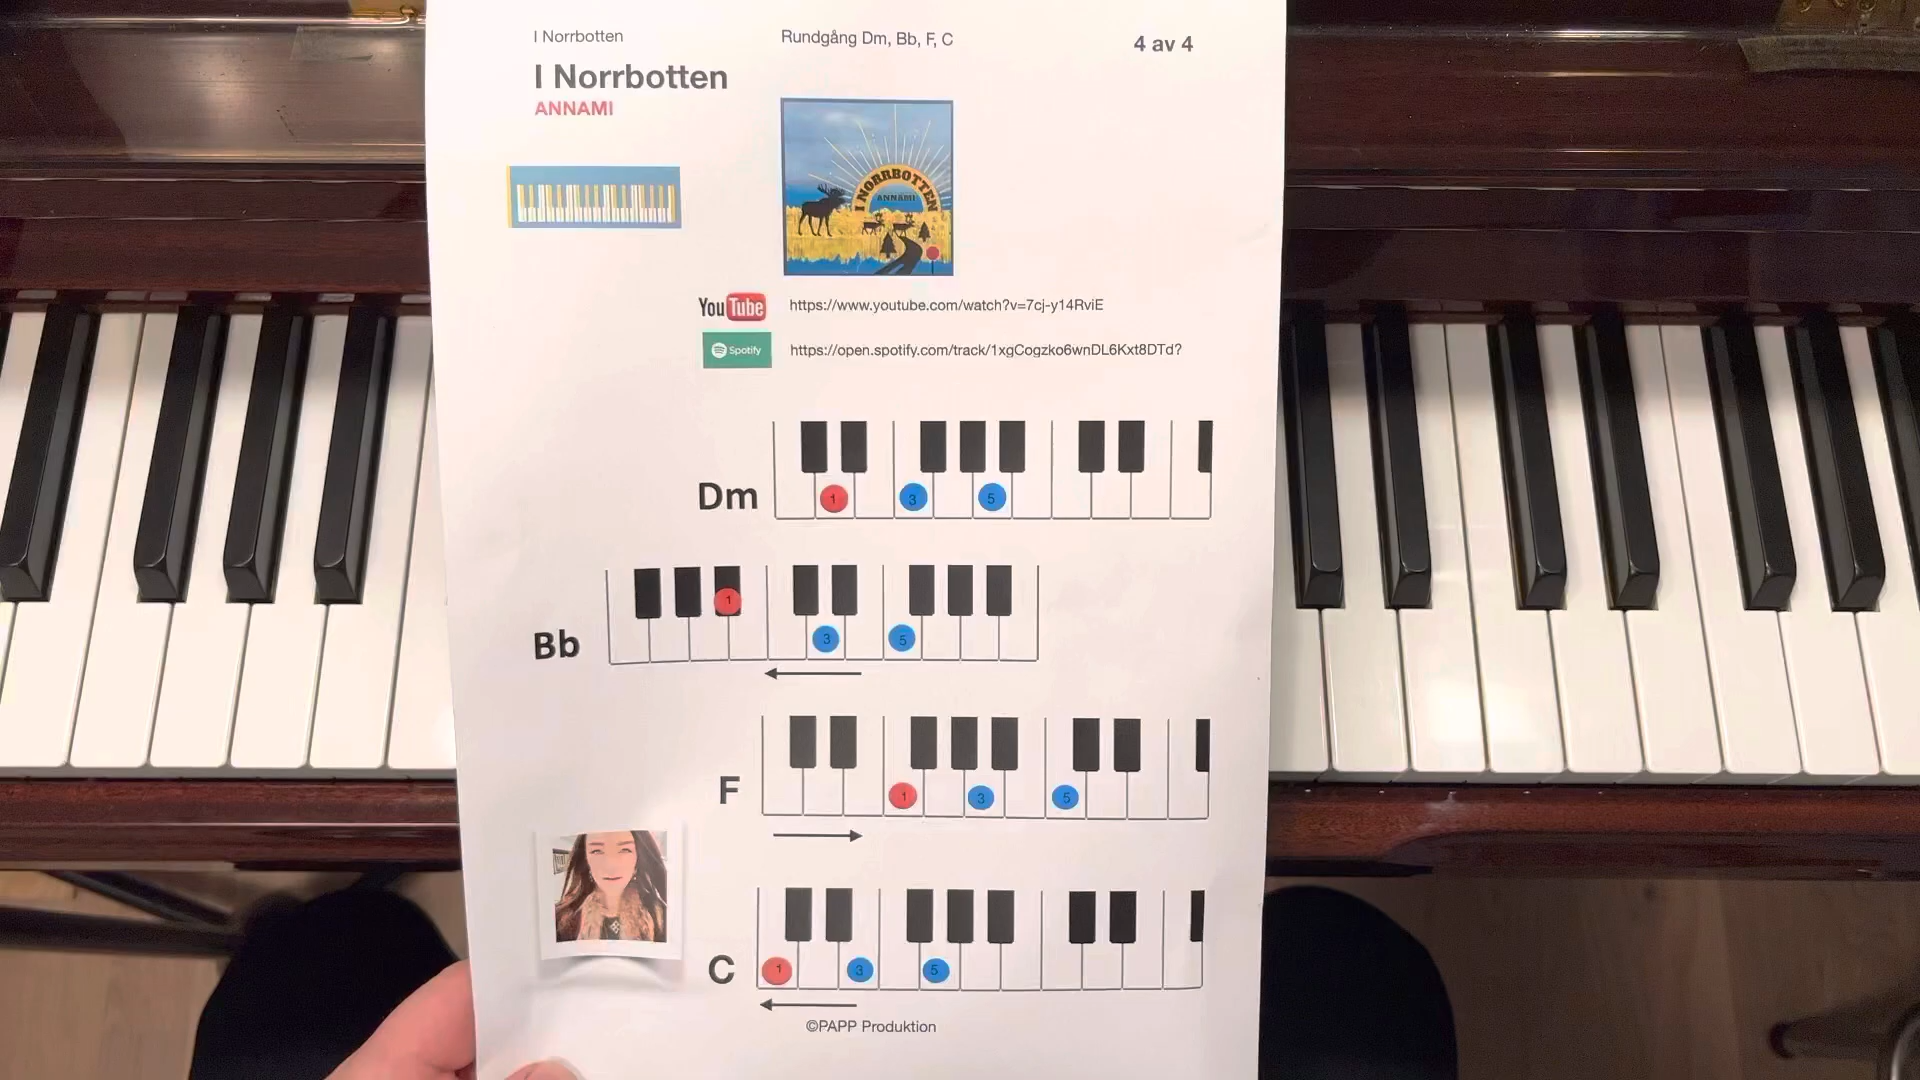 I Norrbotten
Rundgång Dm, Bb, F, C
4 av 4
I Norrbotten
ANNAMI
I NORRBOTTEN
ANNAMI
YouTube https://www.youtube.com/watch?v=7cj-y14RviE
Spotify https://open.spotify.com/track/1xgCogzko6wnDL6Kxt8DTd?
Dm 1 3 5
Bb 1 3 5
F 1 3 5
C 1 3 5
©PAPP Produktion